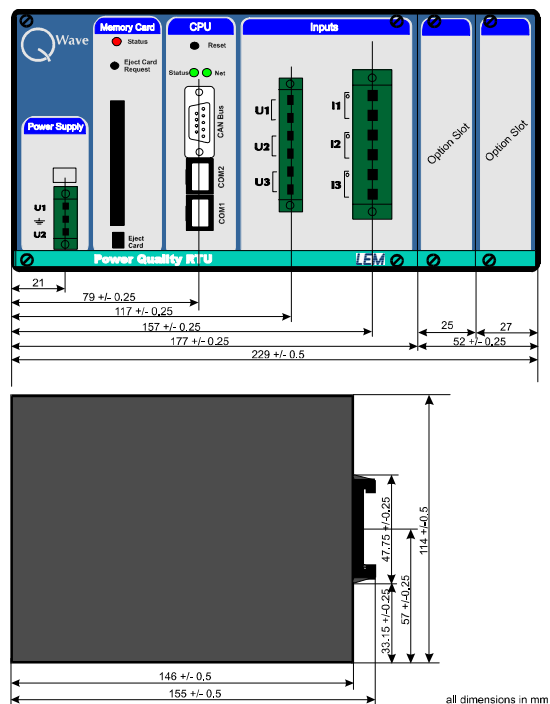 Q Wave
Memory Card
Status
Eject Card
Request
Eject
Card
CPU
Reset
Status Net
CAN Bus
COM2
COM1
Inputs
U1
U2
U3
I1
I2
I3
Option Slot
Option Slot
Power Supply
U1
U2
Power Quality RTU
LEM
21
79 +/- 0.25
117 +/- 0.25
157 +/- 0.25
25
27
177 +/- 0.25
52 +/- 0.25
229 +/- 0.5
47.75 +/-0.25
114 +/-0.5
33.15 +/-0.25
57 +/-0.25
146 +/- 0.5
155 +/- 0.5
all dimensions in mm